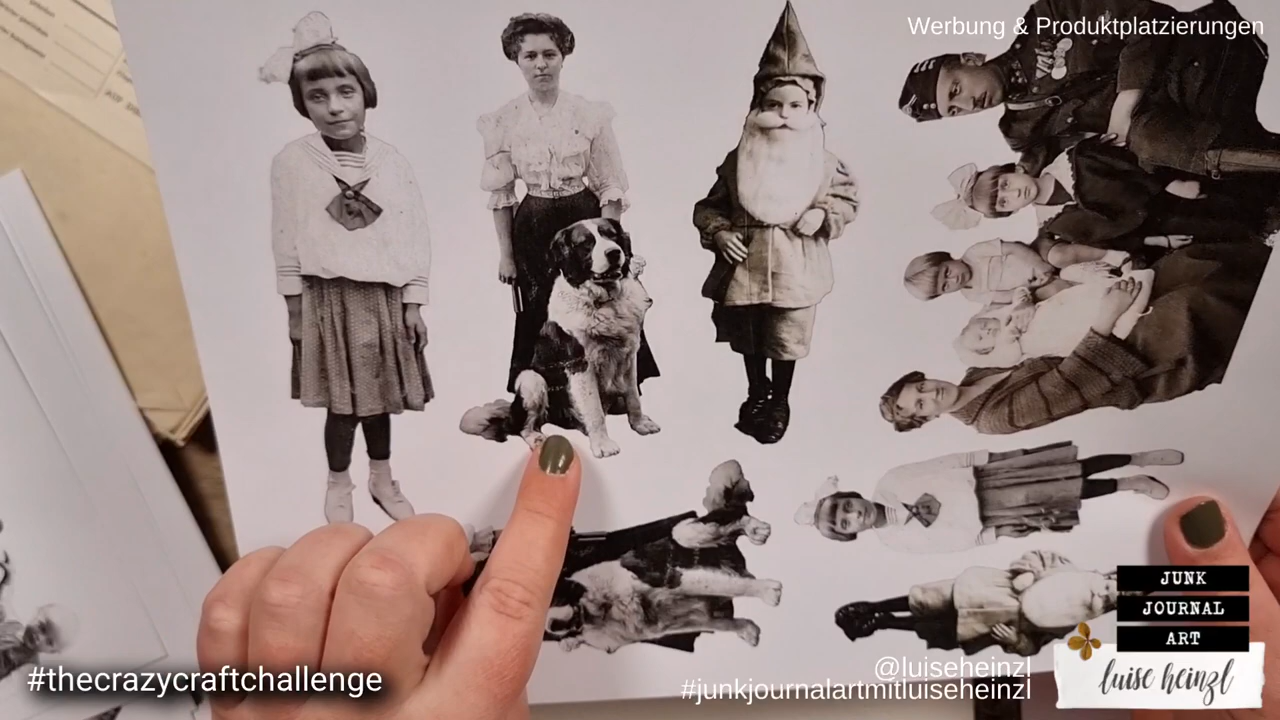 Werbung & Produktplatzierungen
#thecrazycraftchallenge
@luiseheinzl
#junkjournalartmitluiseheinzl
JUNK
JOURNAL
ART
luise heinzl